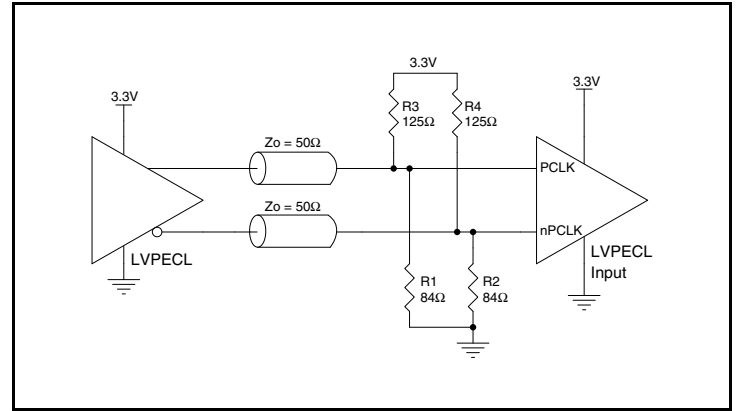 3.3V
3.3V
3.3V
R3
125Ω
R4
125Ω
Zo = 50Ω
PCLK
Zo = 50Ω
nPCLK
LVPECL
LVPECL
Input
R1
84Ω
R2
84Ω